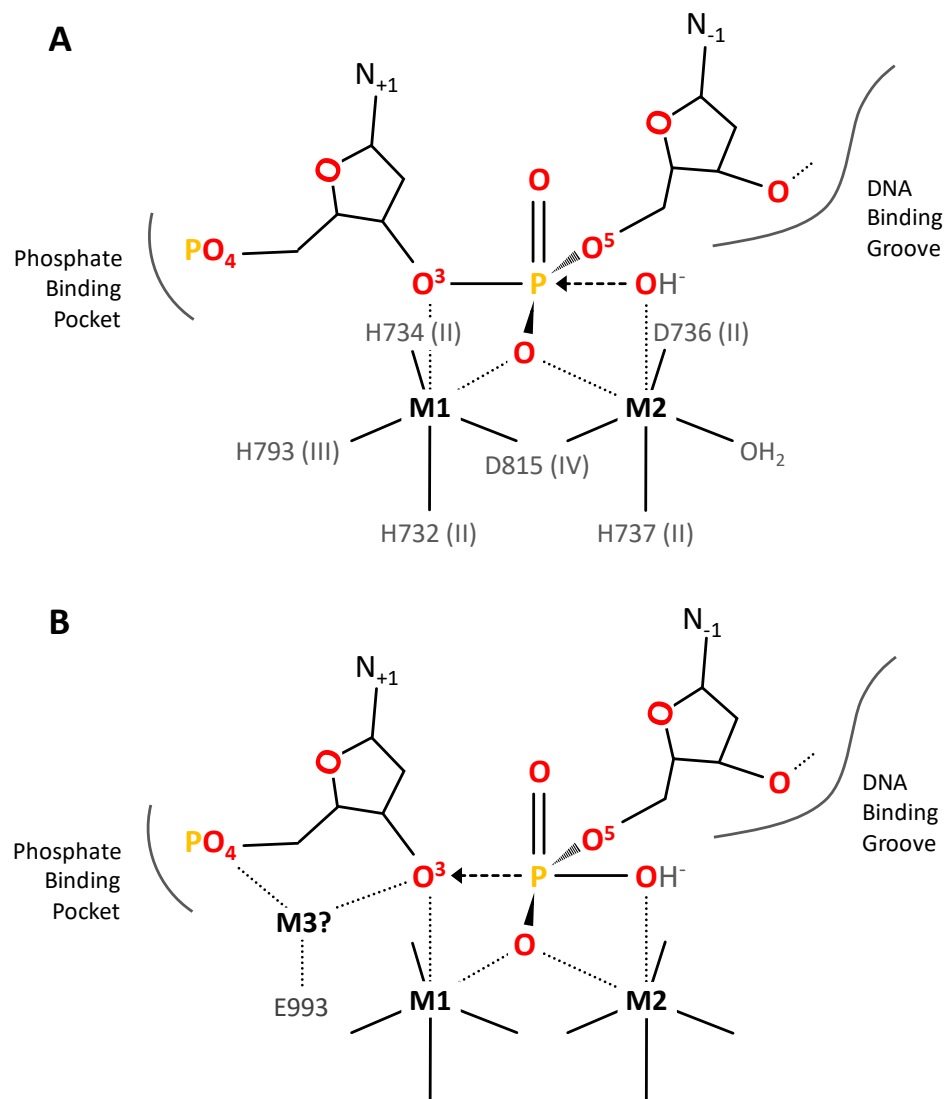 A
N-1
N+1
O
O
O
DNA
Binding
Groove
O
Phosphate
Binding
Pocket
PO4
O5
O3
P
OH-
H734 (II)
D736 (II)
O
M1
M2
H793 (III)
D815 (IV)
OH2
H732 (II)
H737 (II)
B
N-1
N+1
O
O
O
O
DNA
Binding
Groove
Phosphate
Binding
Pocket
PO4
O5
O3
P
OH-
M3?
O
E993
M1
M2